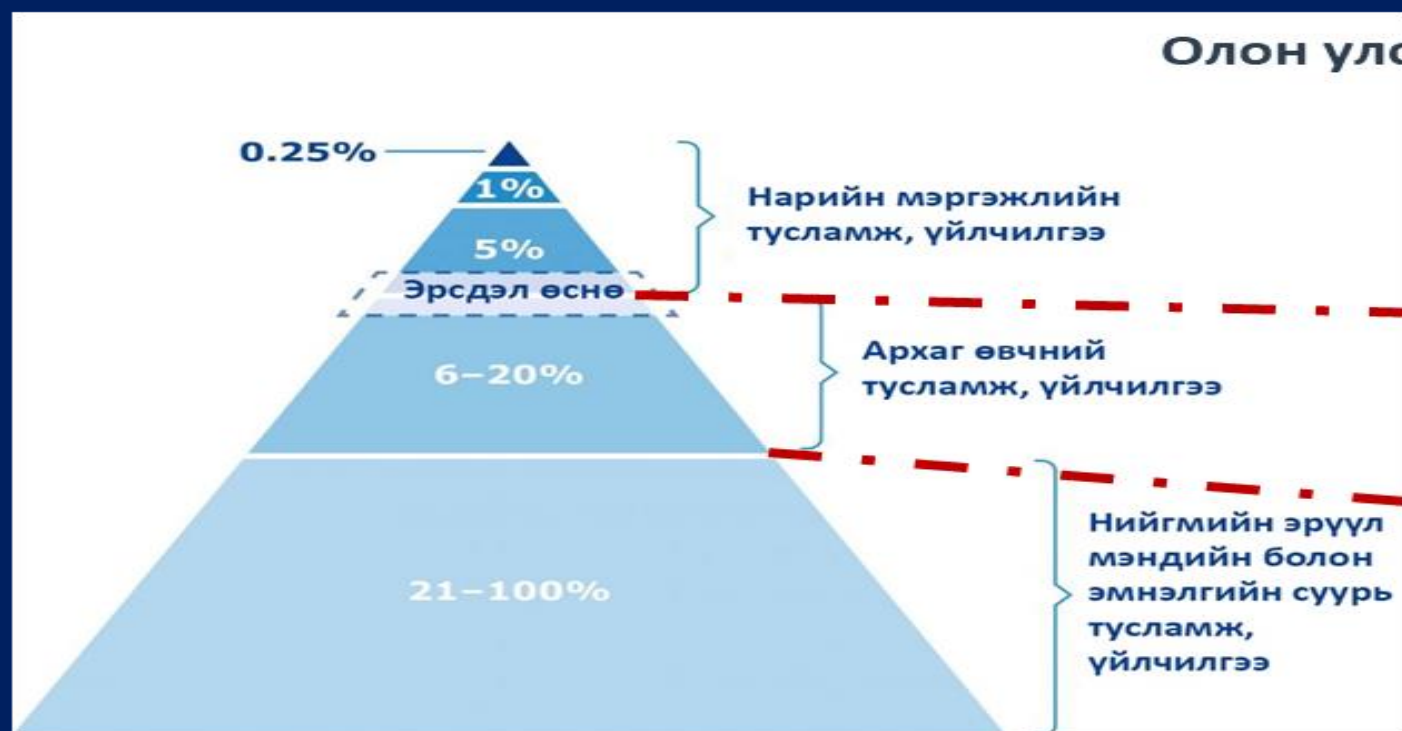 Олон улс
0.25%
1%
5%
Эрсдэл өснө
6–20%
21–100%
Нарийн мэргэжлийн
тусламж, үйлчилгээ
Архаг өвчний
тусламж, үйлчилгээ
Нийгмийн эрүүл
мэндийн болон
эмнэлгийн суурь
тусламж,
үйлчилгээ